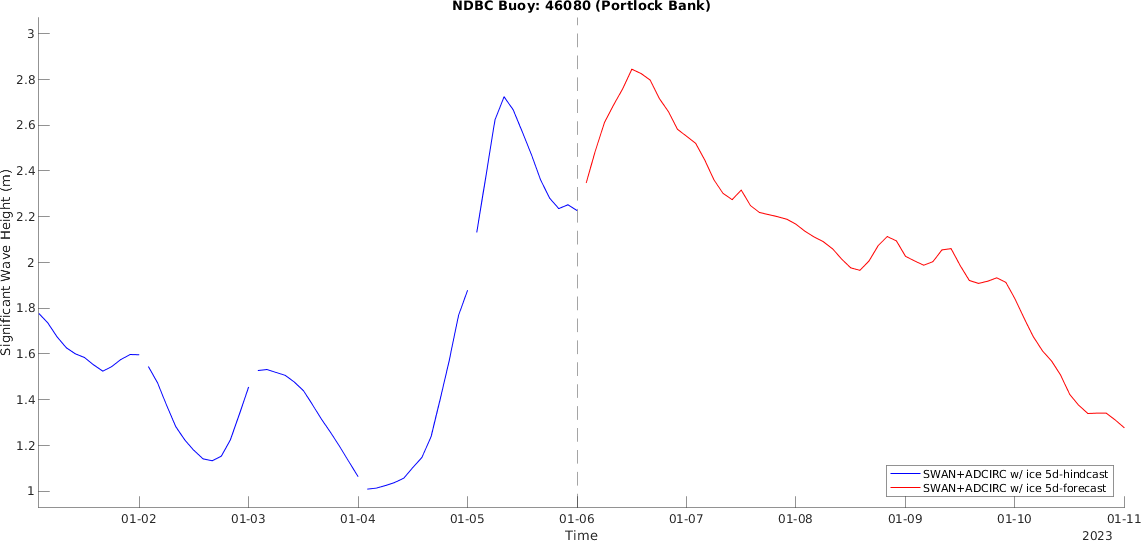 NDBC Buoy: 46080 (Portlock Bank)
3
2.8
2.6
2.4
2.2
2
1.8
1.6
1.4
1.2
1
Significant Wave Height (m)
SWAN+ADCIRC w/ ice 5d-hindcast
SWAN+ADCIRC w/ ice 5d-forecast
01-02 01-03 01-04 01-05 01-06 01-07 01-08 01-09 01-10 01-11
Time
2023